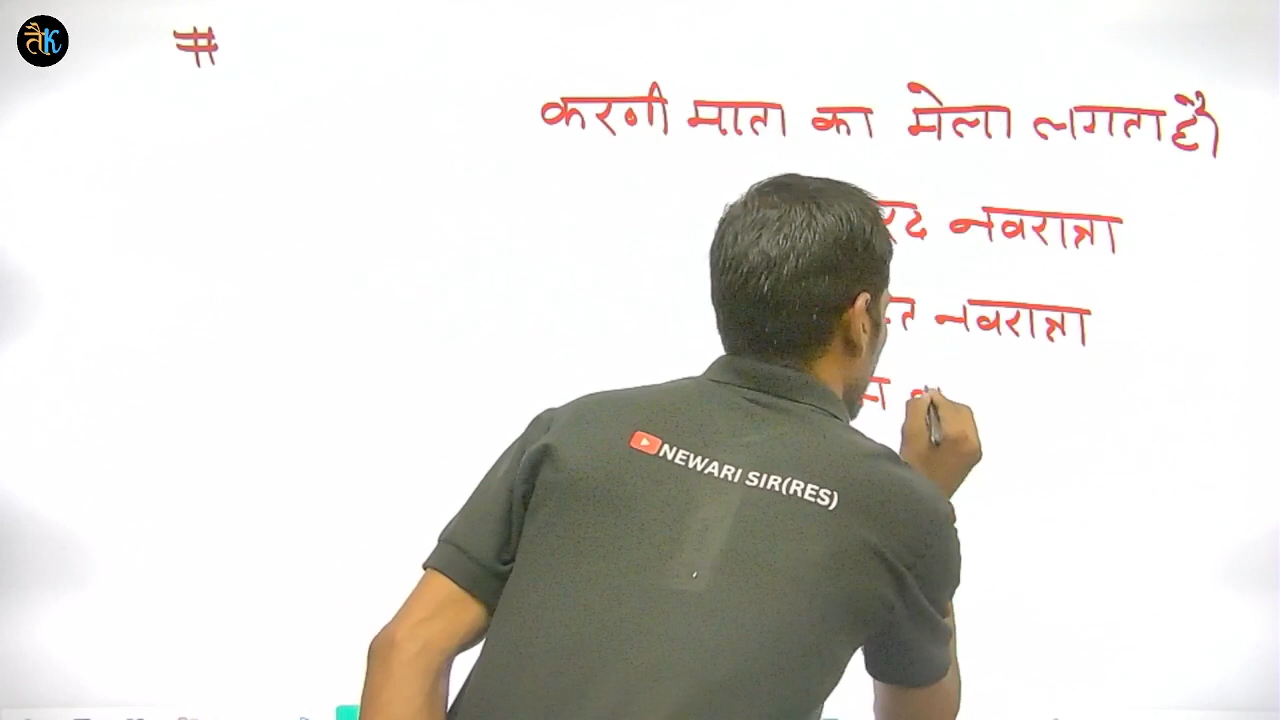 तैK
#
करणी माता का मेला लगता है।
नवरात्रा
नवरात्रा
NEWARI SIR(RES)